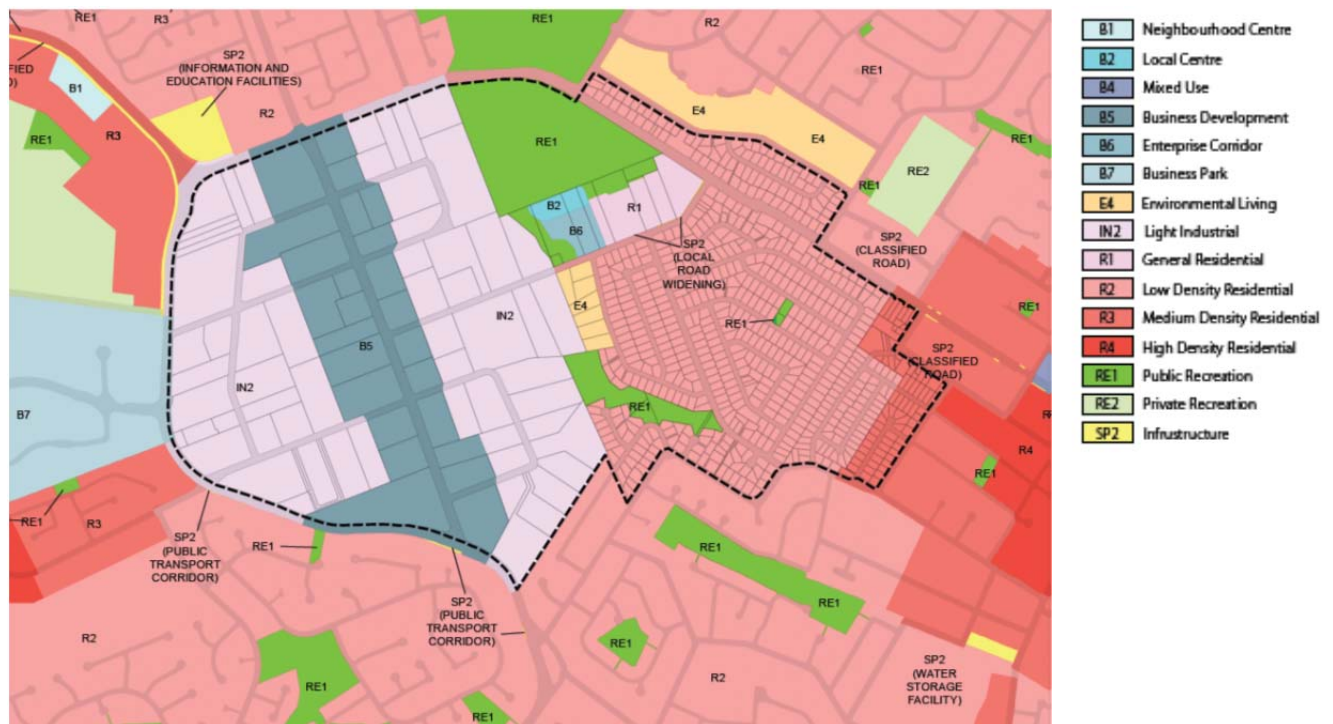 RE1
R3
R2
RE1
R2
RE1
SP2
(INFORMATION AND
EDUCATION FACILITIES)
B1
R2
RE1
R3
RE1
E4
E4
RE1
RE1
RE2
RE1
B2
R1
B6
SP2
(LOCAL
ROAD
WIDENING)
SP2
(CLASSIFIED
ROAD)
E4
IN2
RE1
RE1
B5
SP2
(CLASSIFIED
ROAD)
IN2
B7
RE1
R4
RE1
RE1
R3
SP2
(PUBLIC
TRANSPORT
CORRIDOR)
RE1
RE1
RE1
SP2
(PUBLIC
TRANSPORT
CORRIDOR)
R2
RE1
RE1
R2
RE1
SP2
(WATER
STORAGE
FACILITY)
B1 Neighbourhood Centre
B2 Local Centre
B4 Mixed Use
B5 Business Development
B6 Enterprise Corridor
B7 Business Park
E4 Environmental Living
IN2 Light Industrial
R1 General Residential
R2 Low Density Residential
R3 Medium Density Residential
R4 High Density Residential
RE1 Public Recreation
RE2 Private Recreation
SP2 Infrustructure